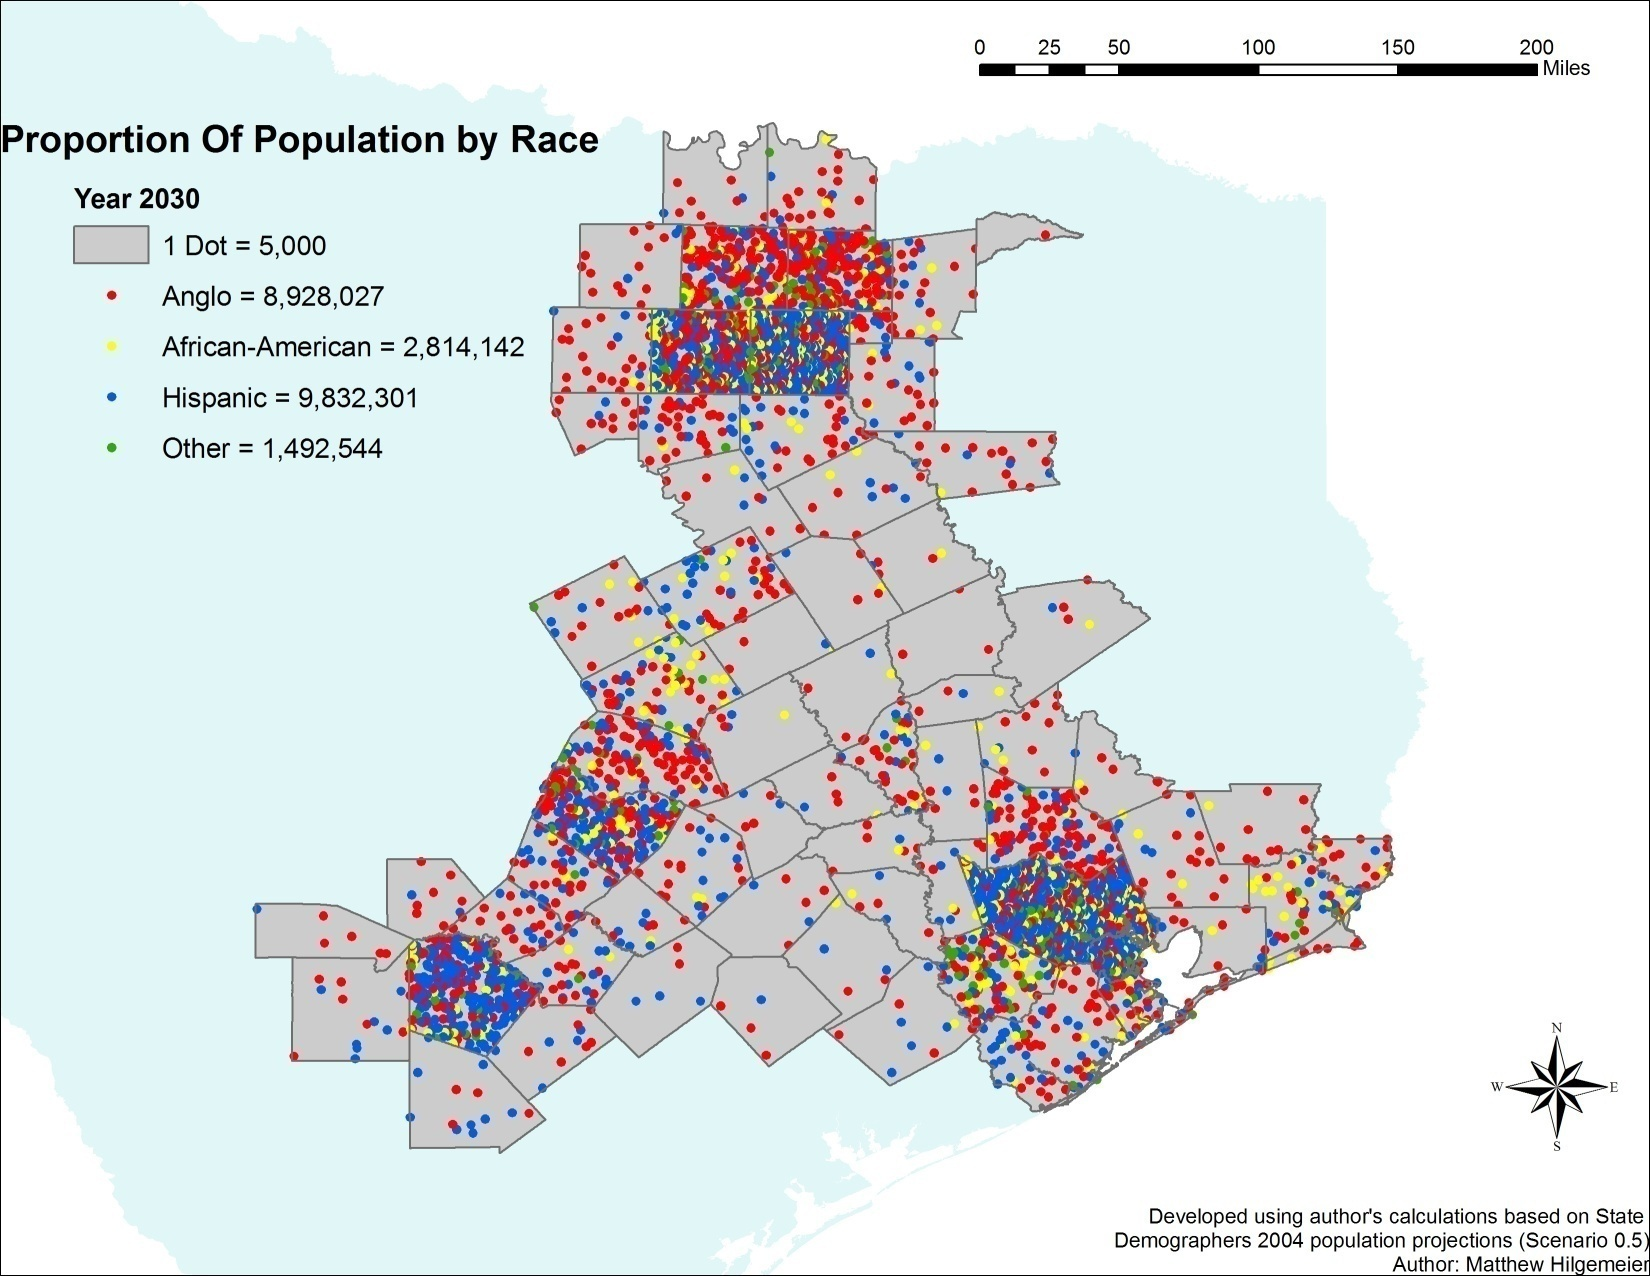 0 25 50 100 150 200
Miles
Proportion Of Population by Race
Year 2030
1 Dot = 5,000
Anglo = 8,928,027
African-American = 2,814,142
Hispanic = 9,832,301
Other = 1,492,544
N
W E
S
Developed using author's calculations based on State
Demographers 2004 population projections (Scenario 0.5)
Author: Matthew Hilgemeier